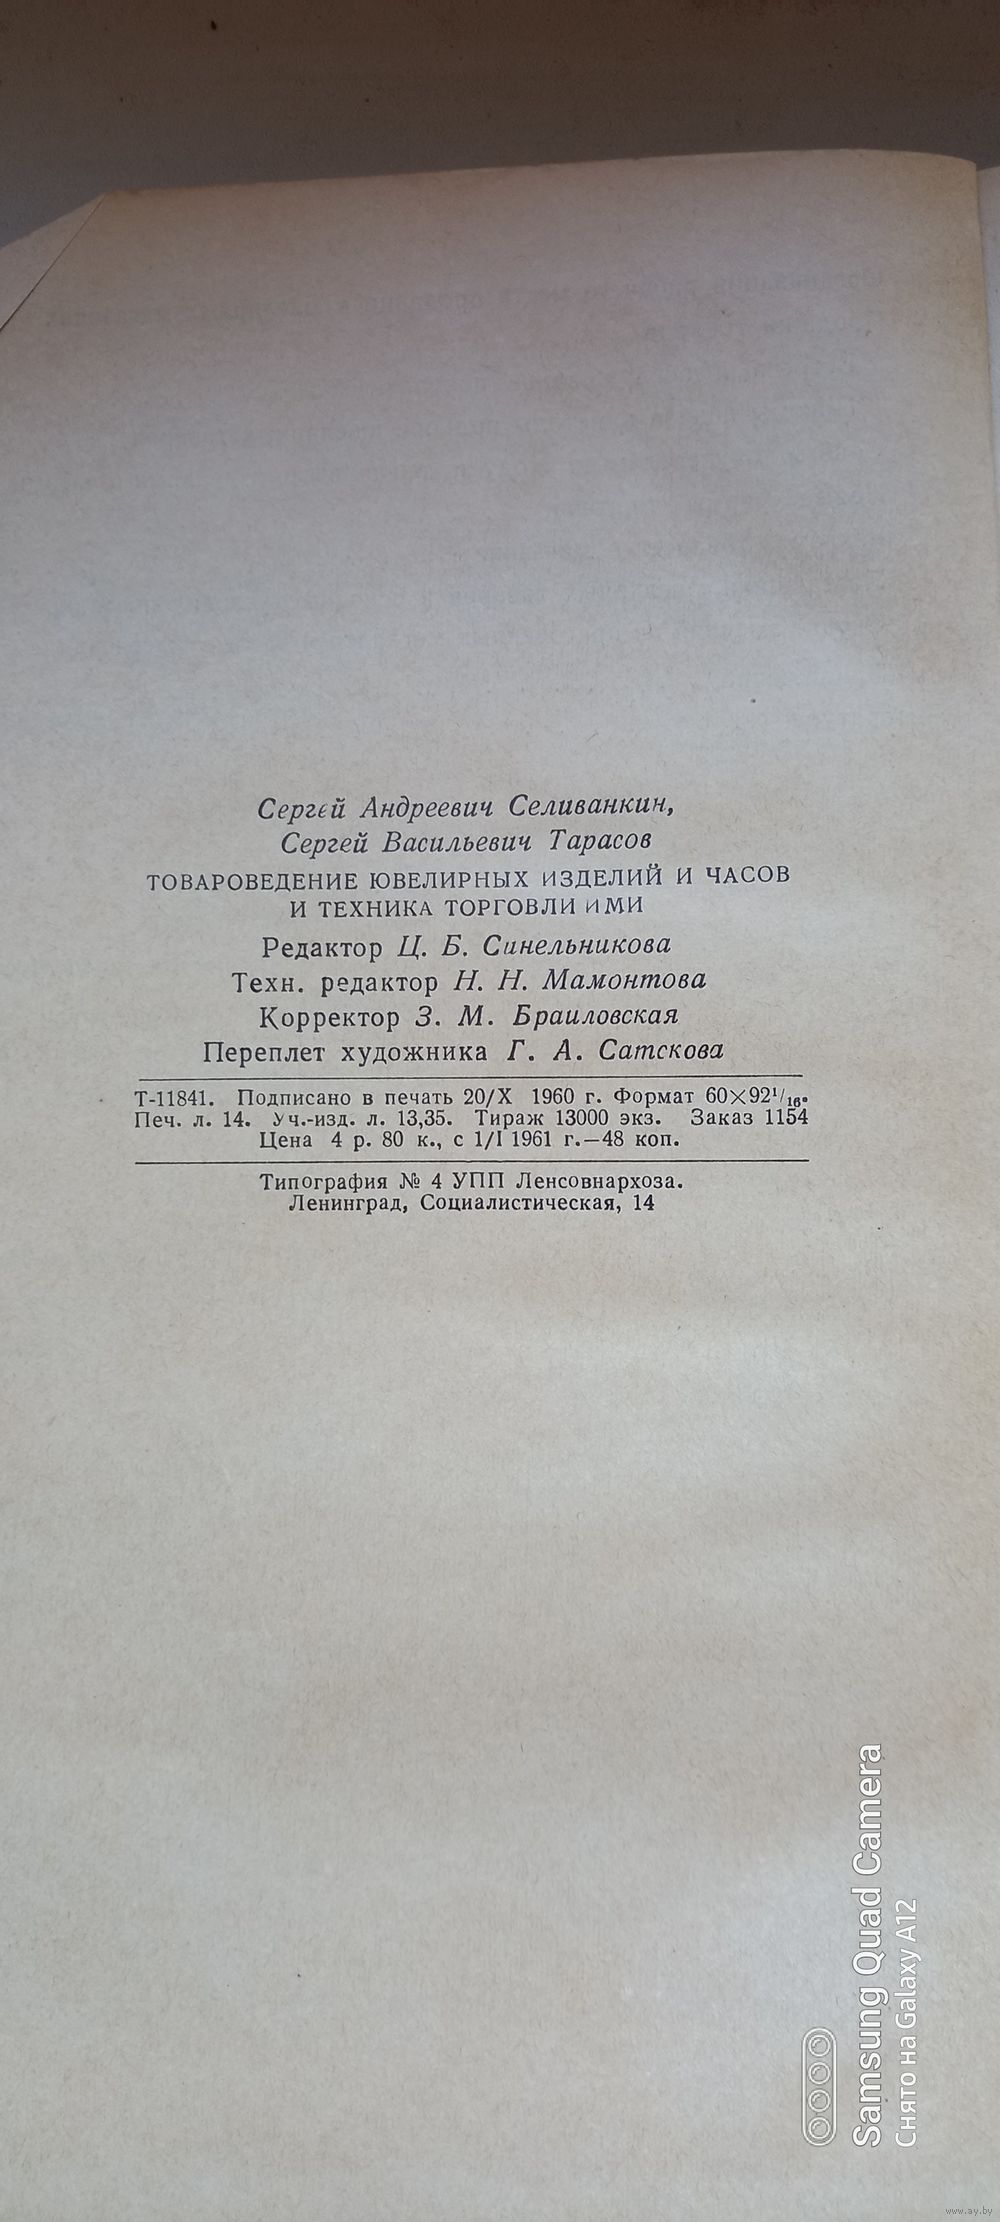 Сергей Андреевич Селиванкин,
Сергей Васильевич Тарасов
ТОВАРОВЕДЕНИЕ ЮВЕЛИРНЫХ ИЗДЕЛИЙ И ЧАСОВ
И ТЕХНИКА ТОРГОВЛИ ИМИ
Редактор Ц. Б. Синельникова
Техн. редактор Н. Н. Мамонтова
Корректор З. М. Браиловская
Переплет художника Г. А. Сатскова
Т-11841. Подписано в печать 20/X 1960 г. Формат 60×92¹/₁₆.
Печ. л. 14. Уч.-изд. л. 13,35. Тираж 13000 экз. Заказ 1154
Цена 4 р. 80 к., с 1/I 1961 г.—48 коп.
Типография № 4 УПП Ленсовнархоза.
Ленинград, Социалистическая, 14
Samsung Quad Camera
Снято на Galaxy A12
www.ay.by